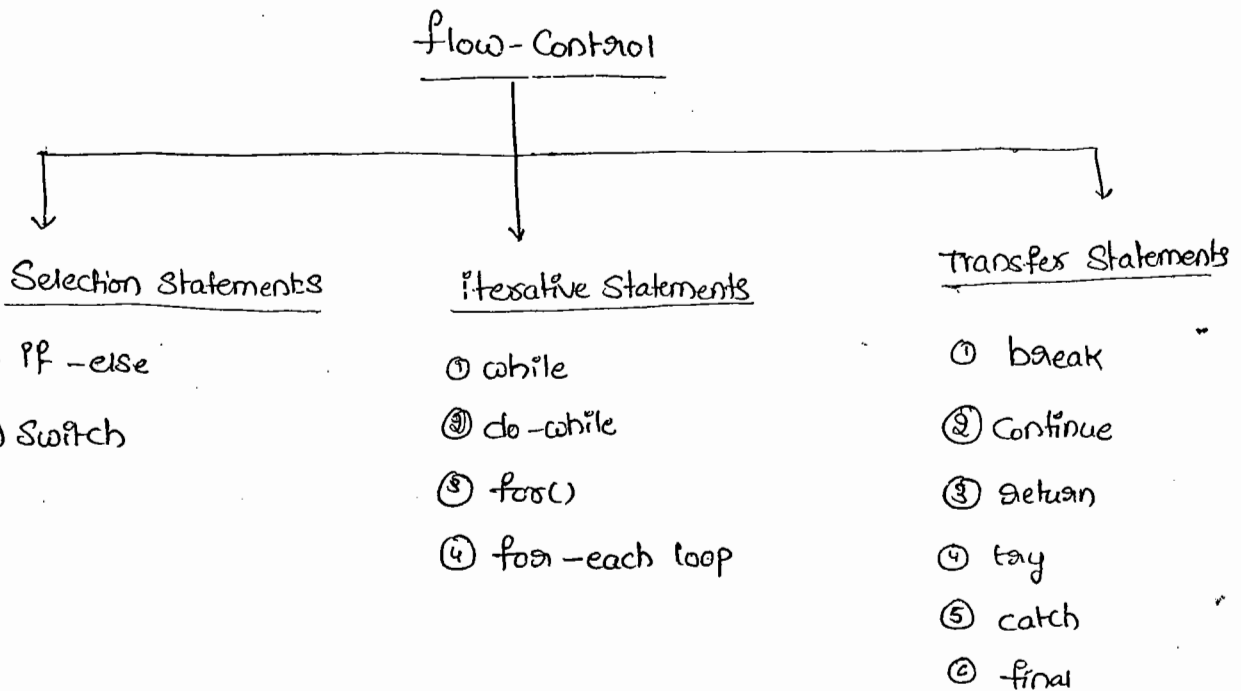 flow-Control
Selection Statements
if-else
) Switch
iterative Statements
① while
② do-while
③ for()
④ for-each loop
Transfer Statements
① break
② Continue
③ return
④ try
⑤ catch
⑥ final